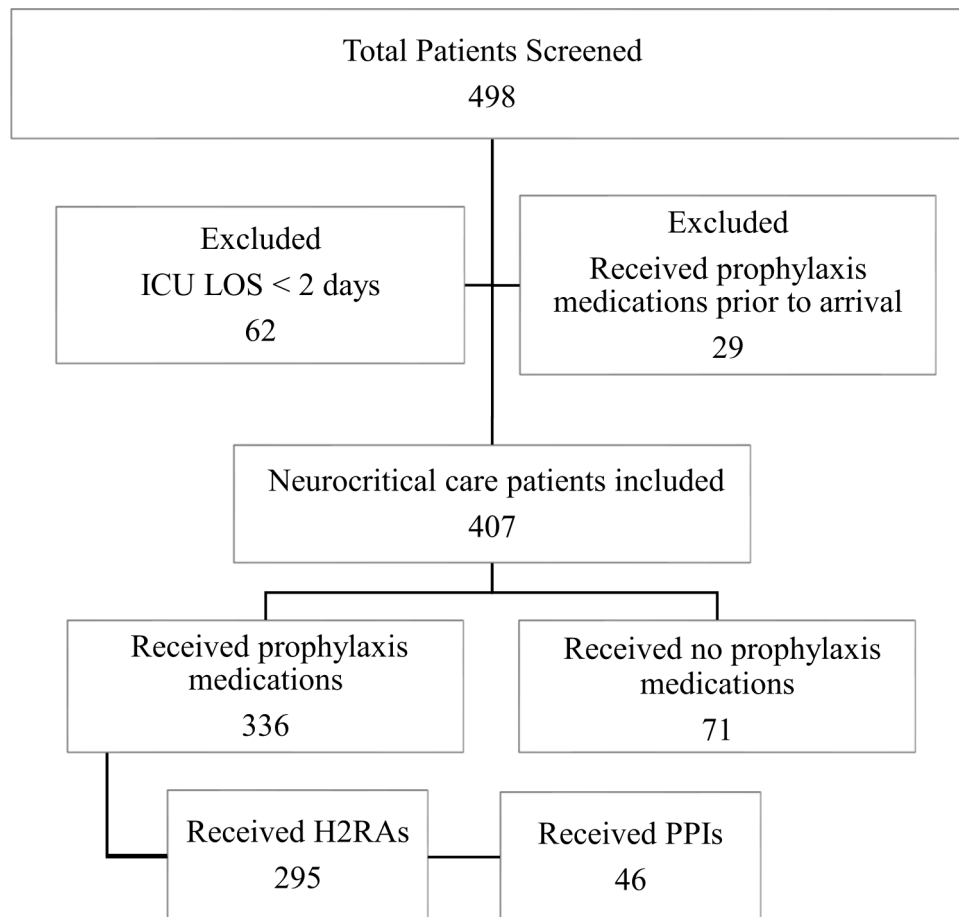 Total Patients Screened
498
Excluded
ICU LOS < 2 days
62
Excluded
Received prophylaxis
medications prior to arrival
29
Neurocritical care patients included
407
Received prophylaxis
medications
336
Received no prophylaxis
medications
71
Received H2RAs
295
Received PPIs
46